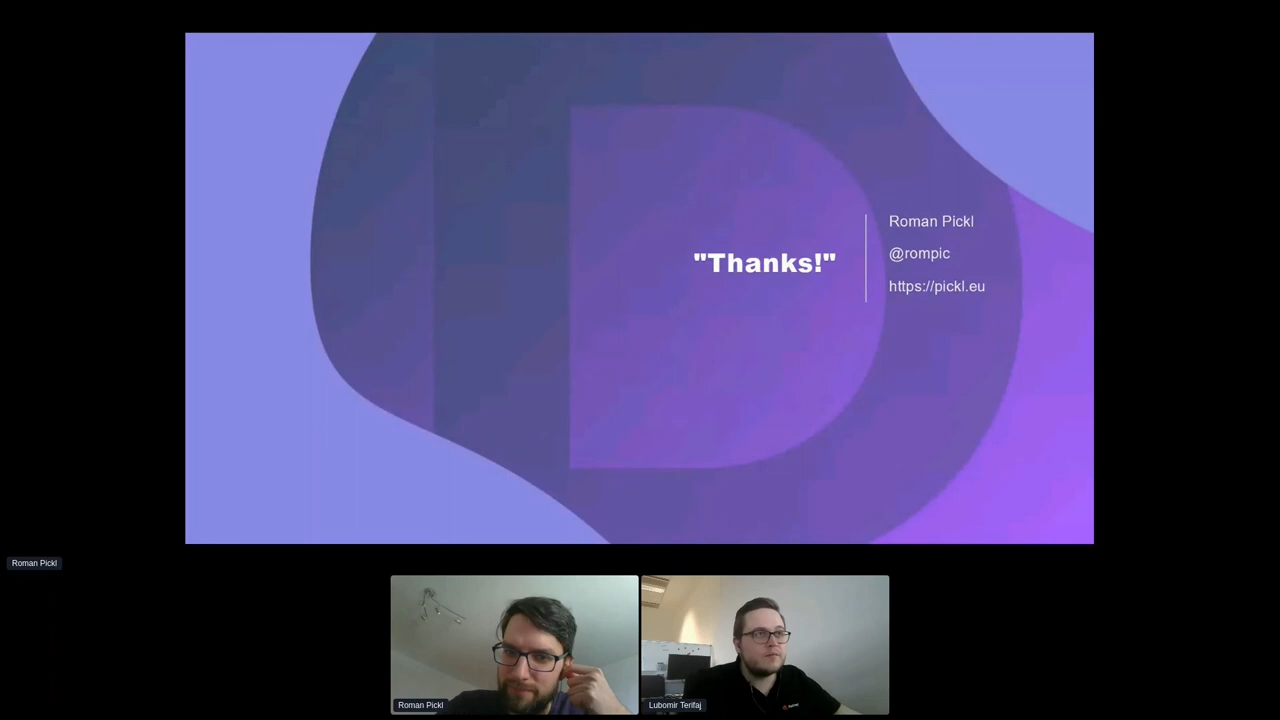 "Thanks!"
Roman Pickl
@rompic
https://pickl.eu
Roman Pickl
Roman Pickl
Lubomir Terifaj